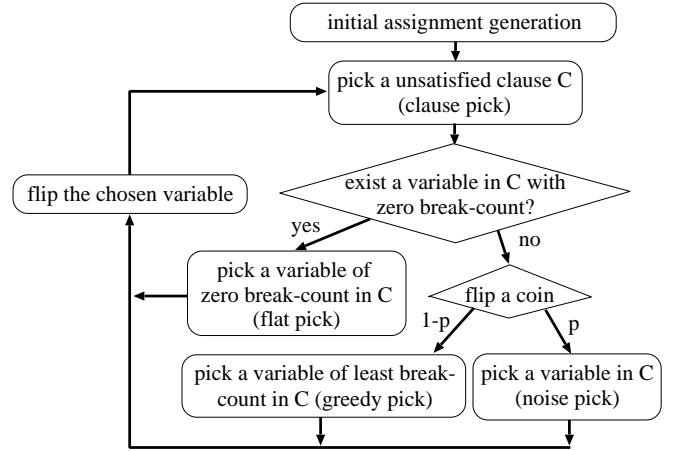 initial assignment generation
pick a unsatisfied clause C
(clause pick)
flip the chosen variable
exist a variable in C with
zero break-count?
yes
no
pick a variable of
zero break-count in C
(flat pick)
flip a coin
1-p
p
pick a variable of least break-
count in C (greedy pick)
pick a variable in C
(noise pick)